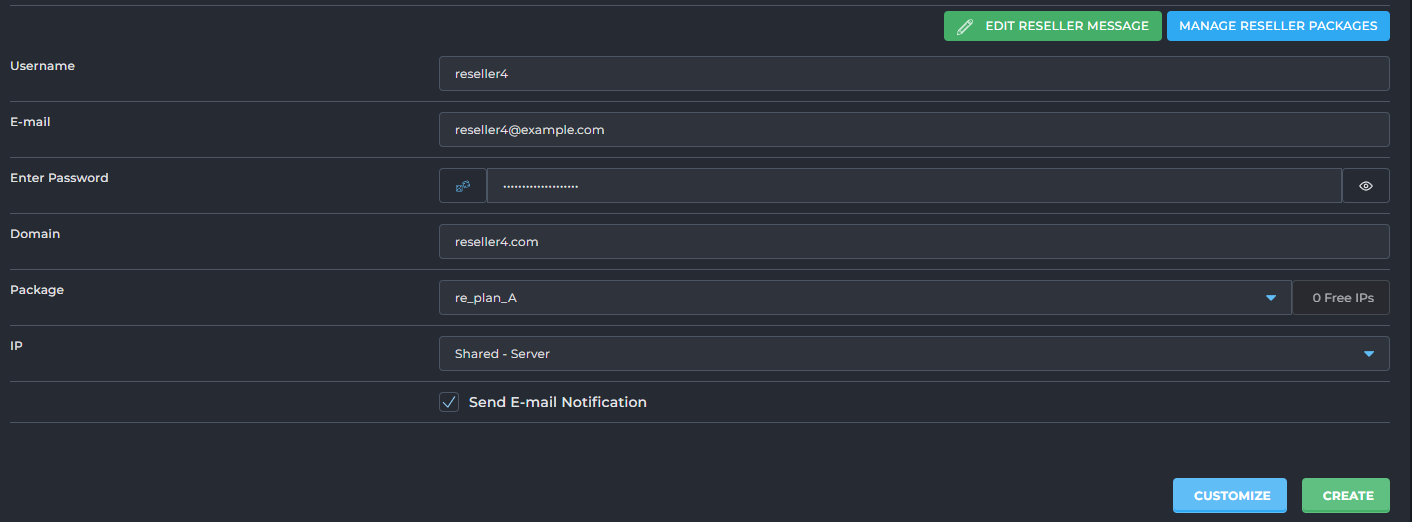 EDIT RESELLER MESSAGE
MANAGE RESELLER PACKAGES
Username
reseller4
E-mail
reseller4@example.com
Enter Password
••••••••••••••••••••
Domain
reseller4.com
Package
re_plan_A
0 Free IPs
IP
Shared - Server
Send E-mail Notification
CUSTOMIZE
CREATE